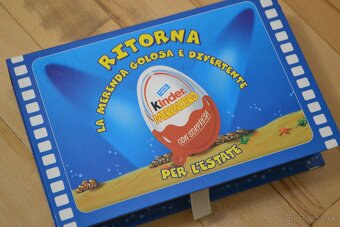 RITORNA
LA MERENDA GOLOSA E DIVERTENTE
Kinder
MERENDERO
CON SORPRESA
PER L'ESTATE